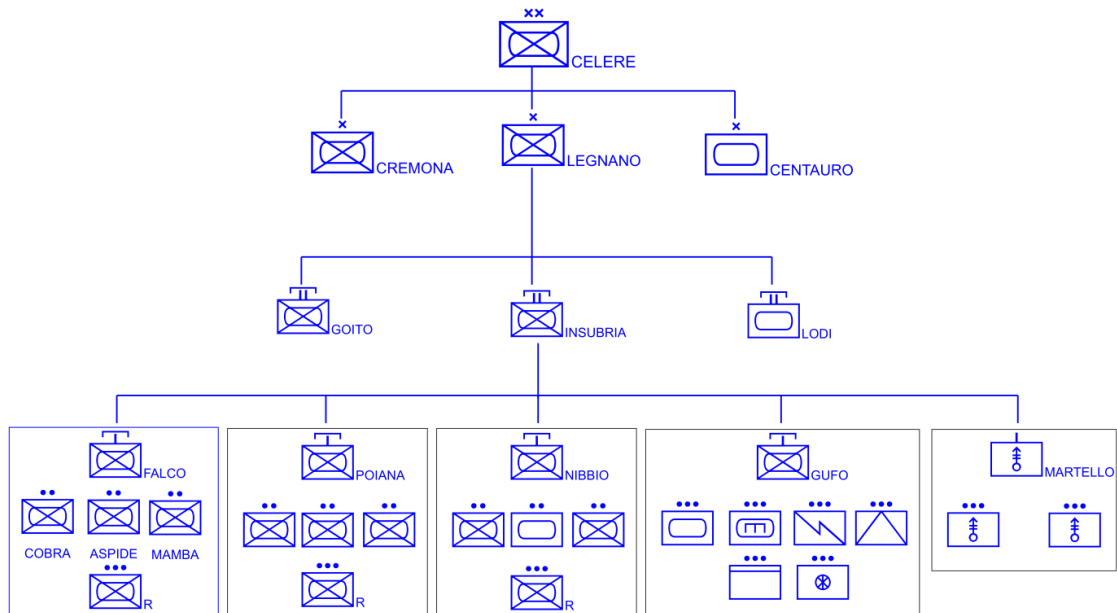 CELERE
CREMONA
LEGNANO
CENTAURO
GOITO
INSUBRIA
LODI
FALCO
POIANA
NIBBIO
GUFO
MARTELLO
COBRA
ASPIDE
MAMBA
R
R
R